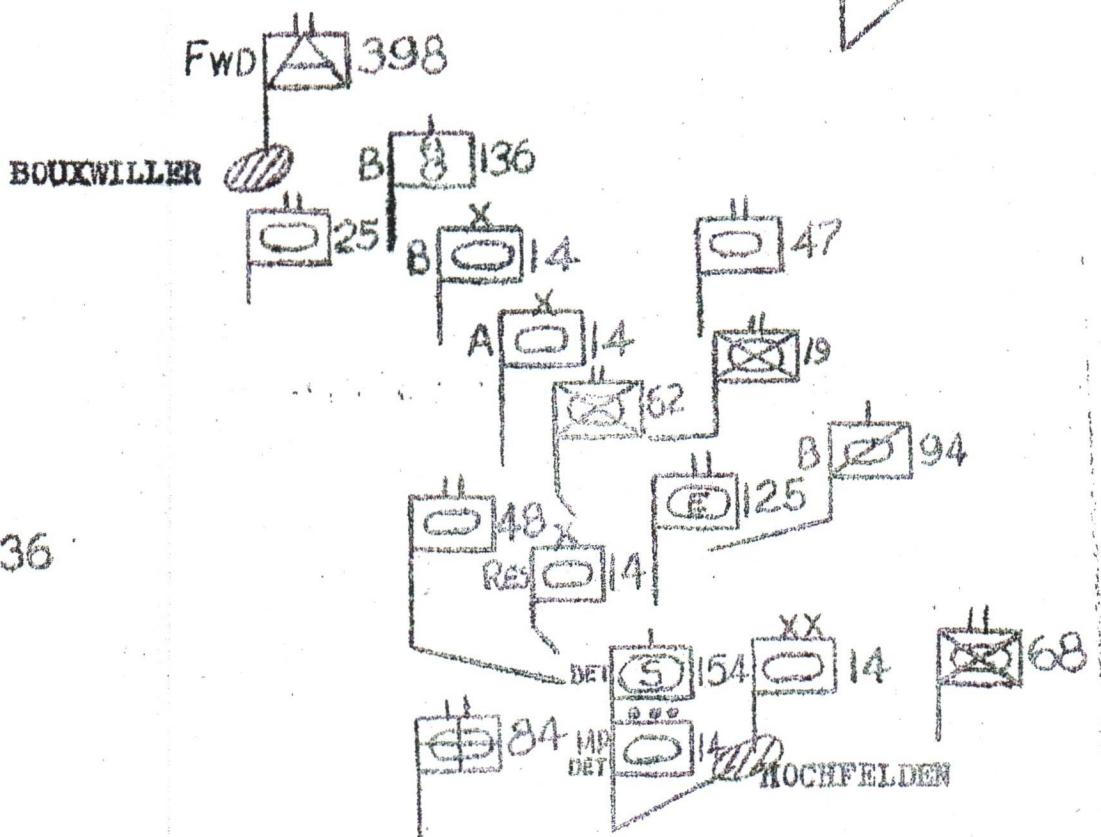 FWD 398
BOUXWILLER
B 8 136
25
X
B 14
47
X
A 14
19
62
B 94
E 125
48
36
X
RES 14
XX
DET S 154 14
68
84 MP DET 14
HOCHFELDEN